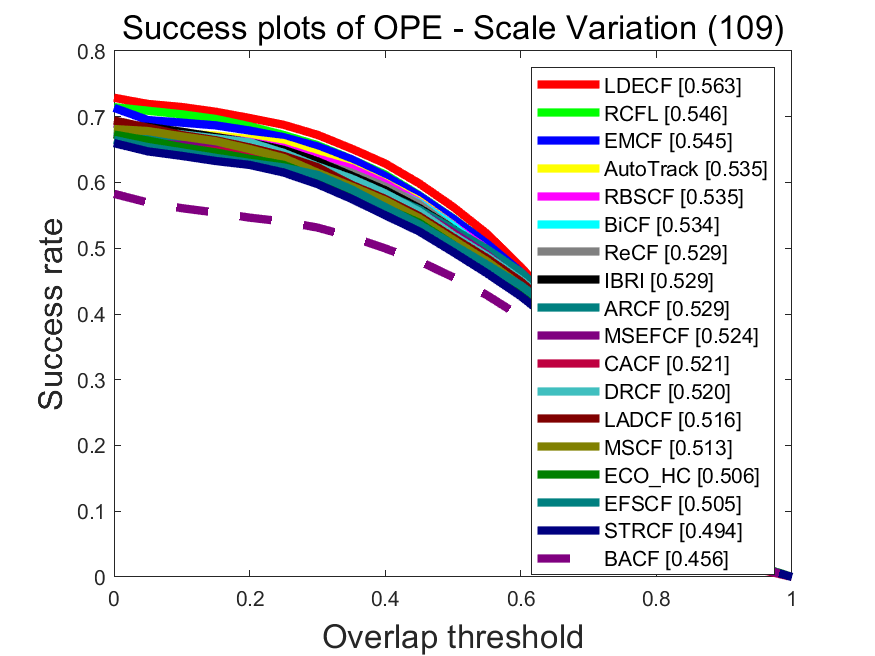 Success plots of OPE - Scale Variation (109)
0.8
0.7
0.6
0.5
0.4
0.3
0.2
0.1
0
Success rate
LDECF [0.563]
RCFL [0.546]
EMCF [0.545]
AutoTrack [0.535]
RBSCF [0.535]
BiCF [0.534]
ReCF [0.529]
IBRI [0.529]
ARCF [0.529]
MSEFCF [0.524]
CACF [0.521]
DRCF [0.520]
LADCF [0.516]
MSCF [0.513]
ECO_HC [0.506]
EFSCF [0.505]
STRCF [0.494]
BACF [0.456]
0 0.2 0.4 0.6 0.8 1
Overlap threshold